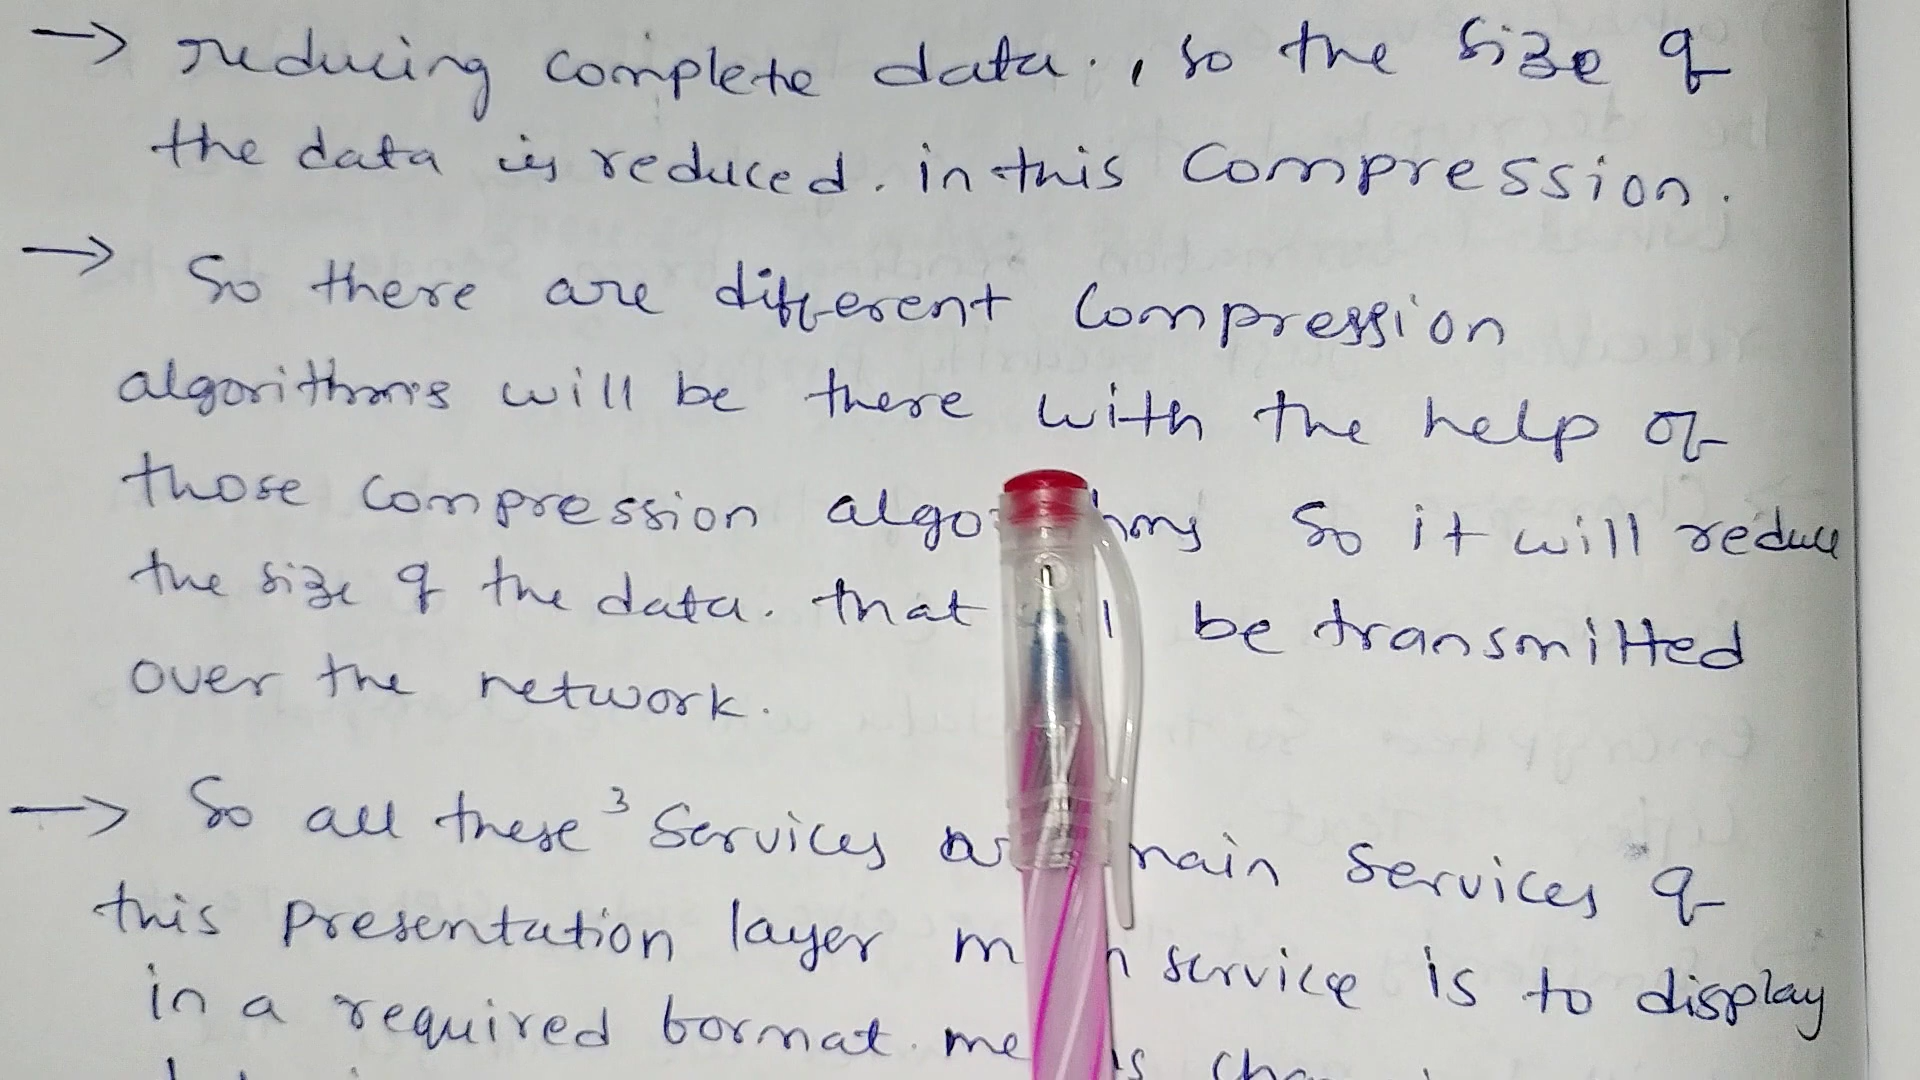 → reducing complete data., so the size of
the data is reduced. in this Compression.
→ So there are different Compression
algorithms will be there with the help of
those compression so it will reduce
the size of the data. that be transmitted
over the network.
→ So all these 3 Services services of
this presentation layer service is to display
in a required format.